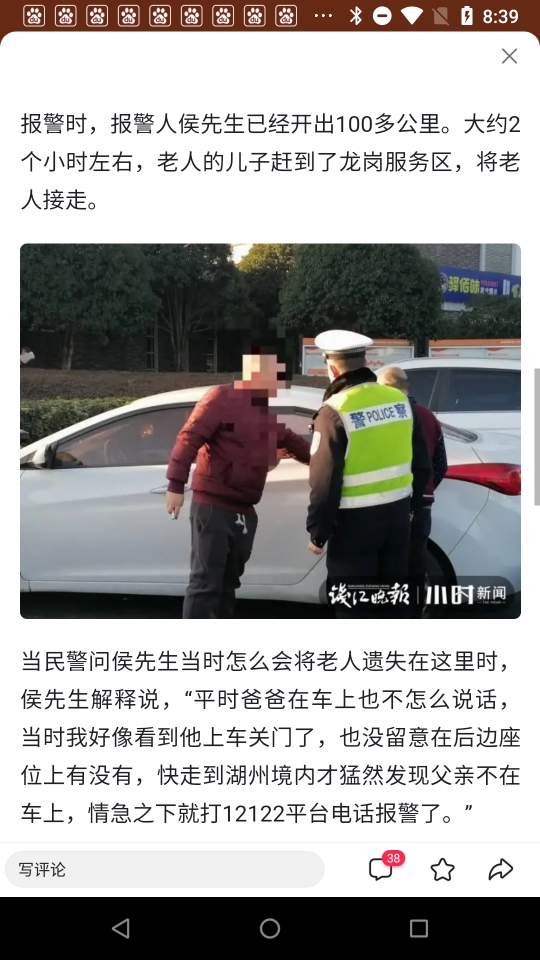 8:39
报警时，报警人侯先生已经开出100多公里。大约2
个小时左右，老人的儿子赶到了龙岗服务区，将老
人接走。
驿佰味
警 POLICE 察
钱江晚报 | 小时新闻
当民警问侯先生当时怎么会将老人遗失在这里时，
侯先生解释说，“平时爸爸在车上也不怎么说话，
当时我好像看到他上车关门了，也没留意在后边座
位上有没有，快走到湖州境内才猛然发现父亲不在
车上，情急之下就打12122平台电话报警了。”
写评论
38